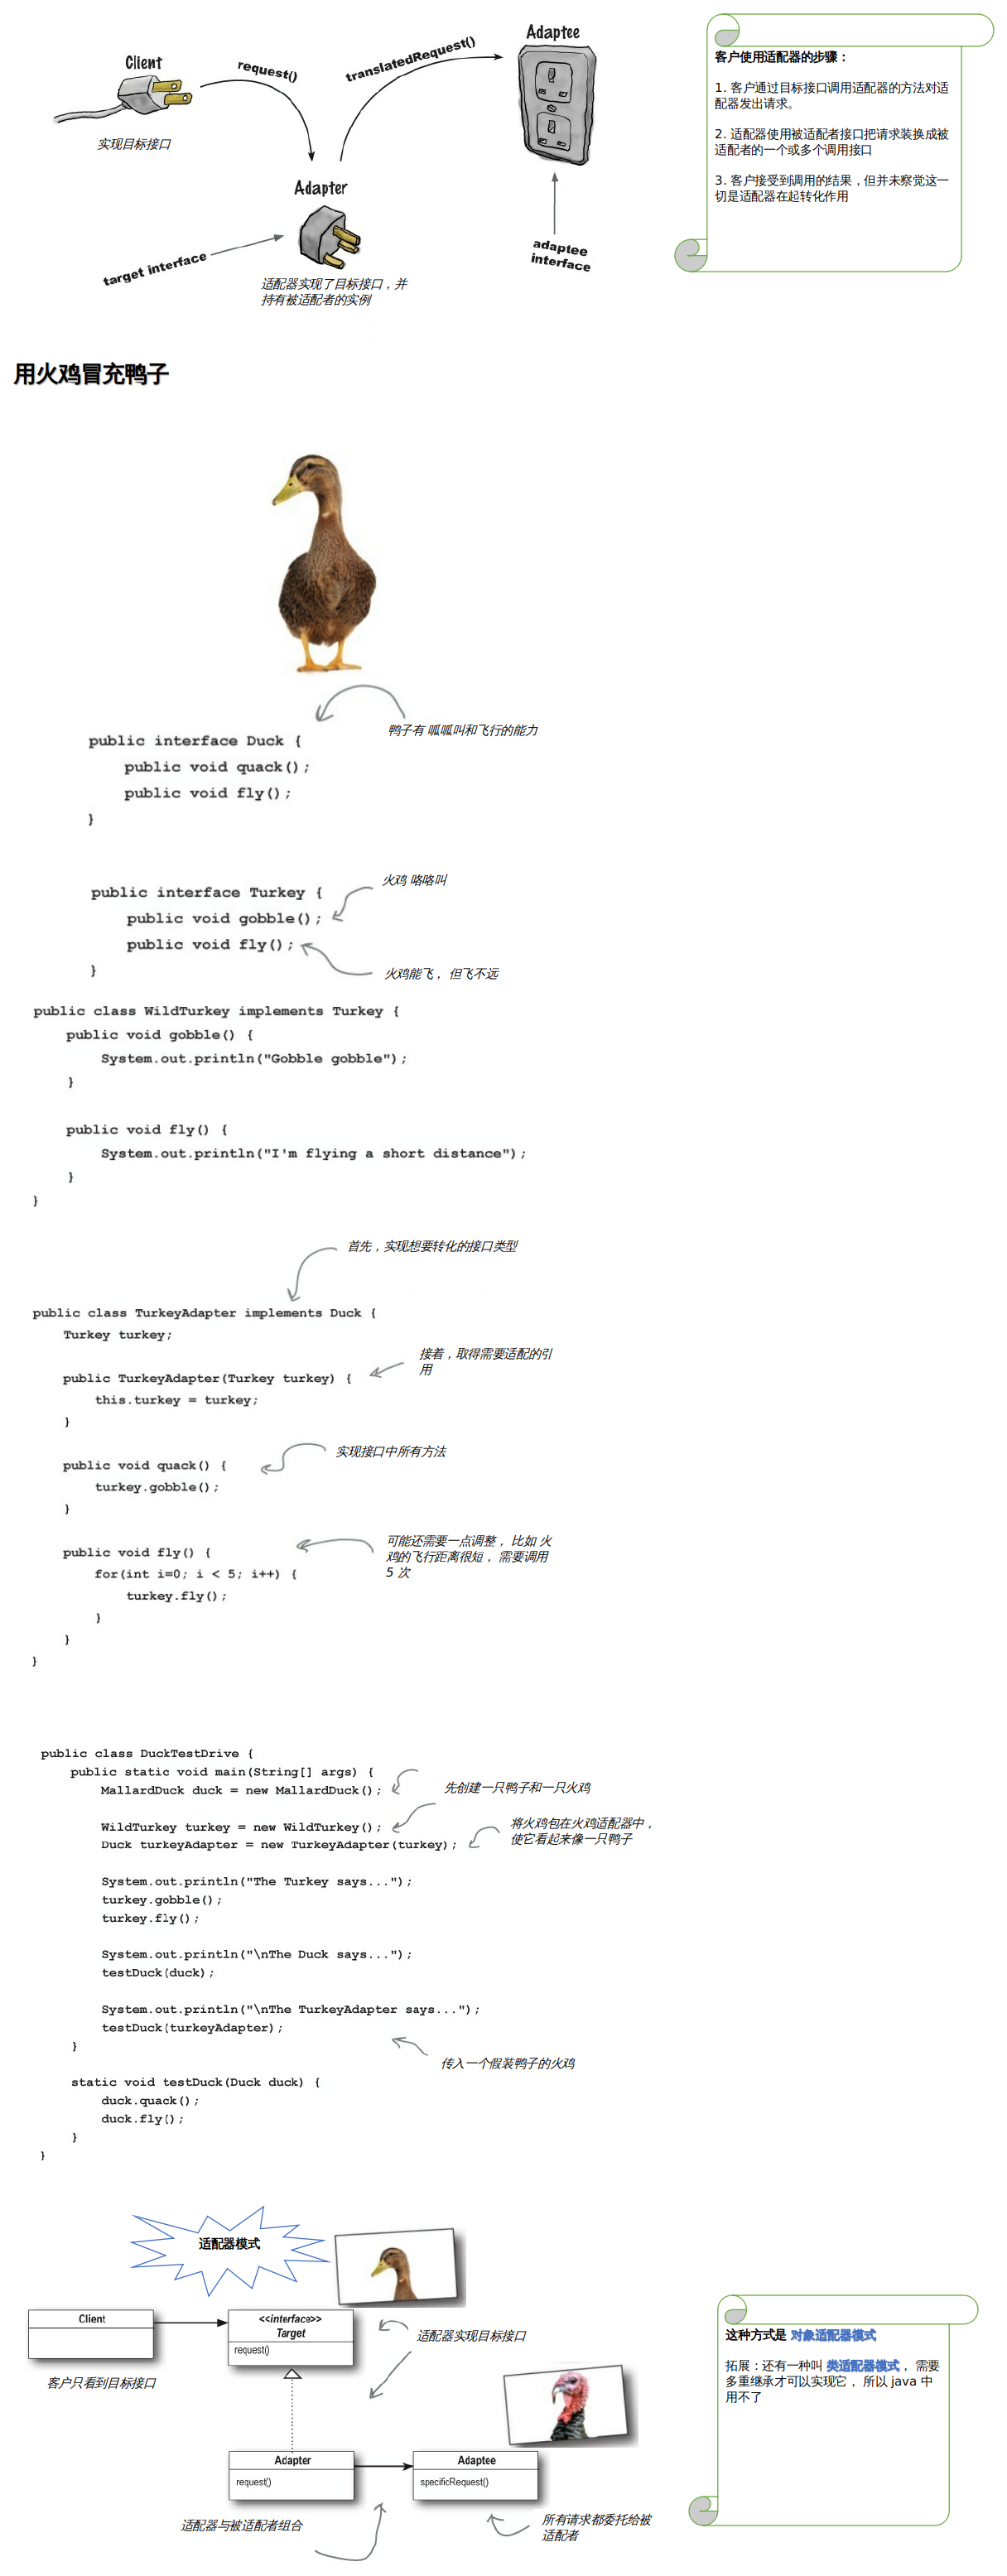 Client
request()
translatedRequest()
Adaptee
实现目标接口
Adapter
target interface
adaptee
interface
适配器实现了目标接口，并
持有被适配者的实例
客户使用适配器的步骤：
1. 客户通过目标接口调用适配器的方法对适
配器发出请求。
2. 适配器使用被适配者接口把请求装换成被
适配者的一个或多个调用接口
3. 客户接受到调用的结果，但并未察觉这一
切是适配器在起转化作用
用火鸡冒充鸭子
鸭子有 呱呱叫和飞行的能力
public interface Duck {
public void quack();
public void fly();
}
火鸡 咯咯叫
public interface Turkey {
public void gobble();
public void fly();
}
火鸡能飞， 但飞不远
public class WildTurkey implements Turkey {
public void gobble() {
System.out.println("Gobble gobble");
}
public void fly() {
System.out.println("I'm flying a short distance");
}
}
首先，实现想要转化的接口类型
public class TurkeyAdapter implements Duck {
Turkey turkey;
接着，取得需要适配的引
用
public TurkeyAdapter(Turkey turkey) {
this.turkey = turkey;
}
实现接口中所有方法
public void quack() {
turkey.gobble();
}
可能还需要一点调整， 比如 火
鸡的飞行距离很短， 需要调用
5 次
public void fly() {
for(int i=0; i < 5; i++) {
turkey.fly();
}
}
}
public class DuckTestDrive {
public static void main(String[] args) {
MallardDuck duck = new MallardDuck();
先创建一只鸭子和一只火鸡
WildTurkey turkey = new WildTurkey();
Duck turkeyAdapter = new TurkeyAdapter(turkey);
将火鸡包在火鸡适配器中，
使它看起来像一只鸭子
System.out.println("The Turkey says...");
turkey.gobble();
turkey.fly();
System.out.println("\nThe Duck says...");
testDuck(duck);
System.out.println("\nThe TurkeyAdapter says...");
testDuck(turkeyAdapter);
}
传入一个假装鸭子的火鸡
static void testDuck(Duck duck) {
duck.quack();
duck.fly();
}
}
适配器模式
Client
<<interface>>
Target
request()
适配器实现目标接口
客户只看到目标接口
Adapter
request()
Adaptee
specificRequest()
适配器与被适配者组合
所有请求都委托给被
适配者
这种方式是 对象适配器模式
拓展：还有一种叫 类适配器模式， 需要
多重继承才可以实现它， 所以 java 中
用不了